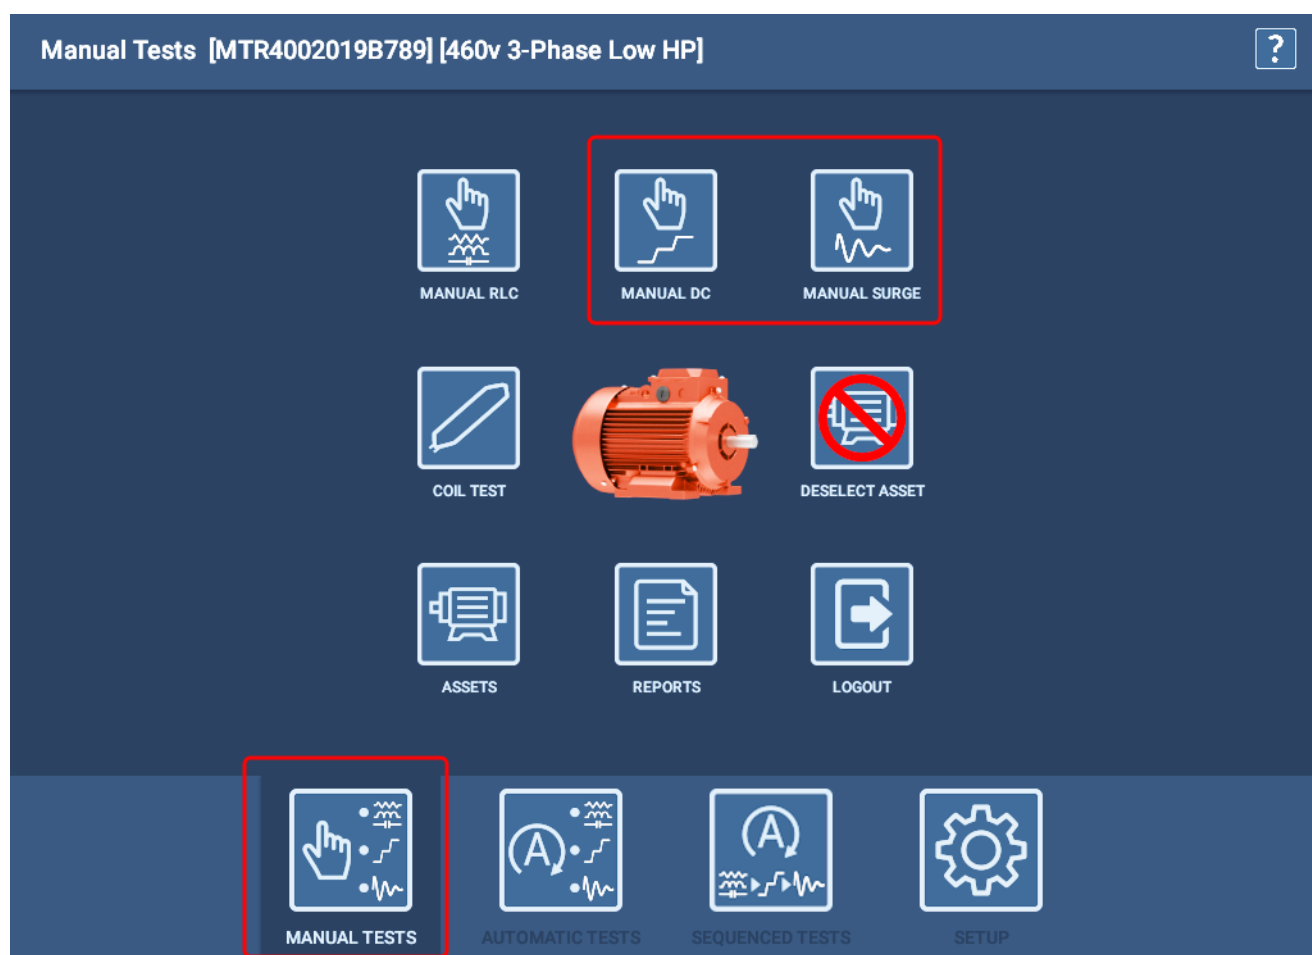 Manual Tests [MTR4002019B789] [460v 3-Phase Low HP]
?
MANUAL RLC
MANUAL DC
MANUAL SURGE
COIL TEST
DESELECT ASSET
ASSETS
REPORTS
LOGOUT
A
A
MANUAL TESTS
AUTOMATIC TESTS
SEQUENCED TESTS
SETUP